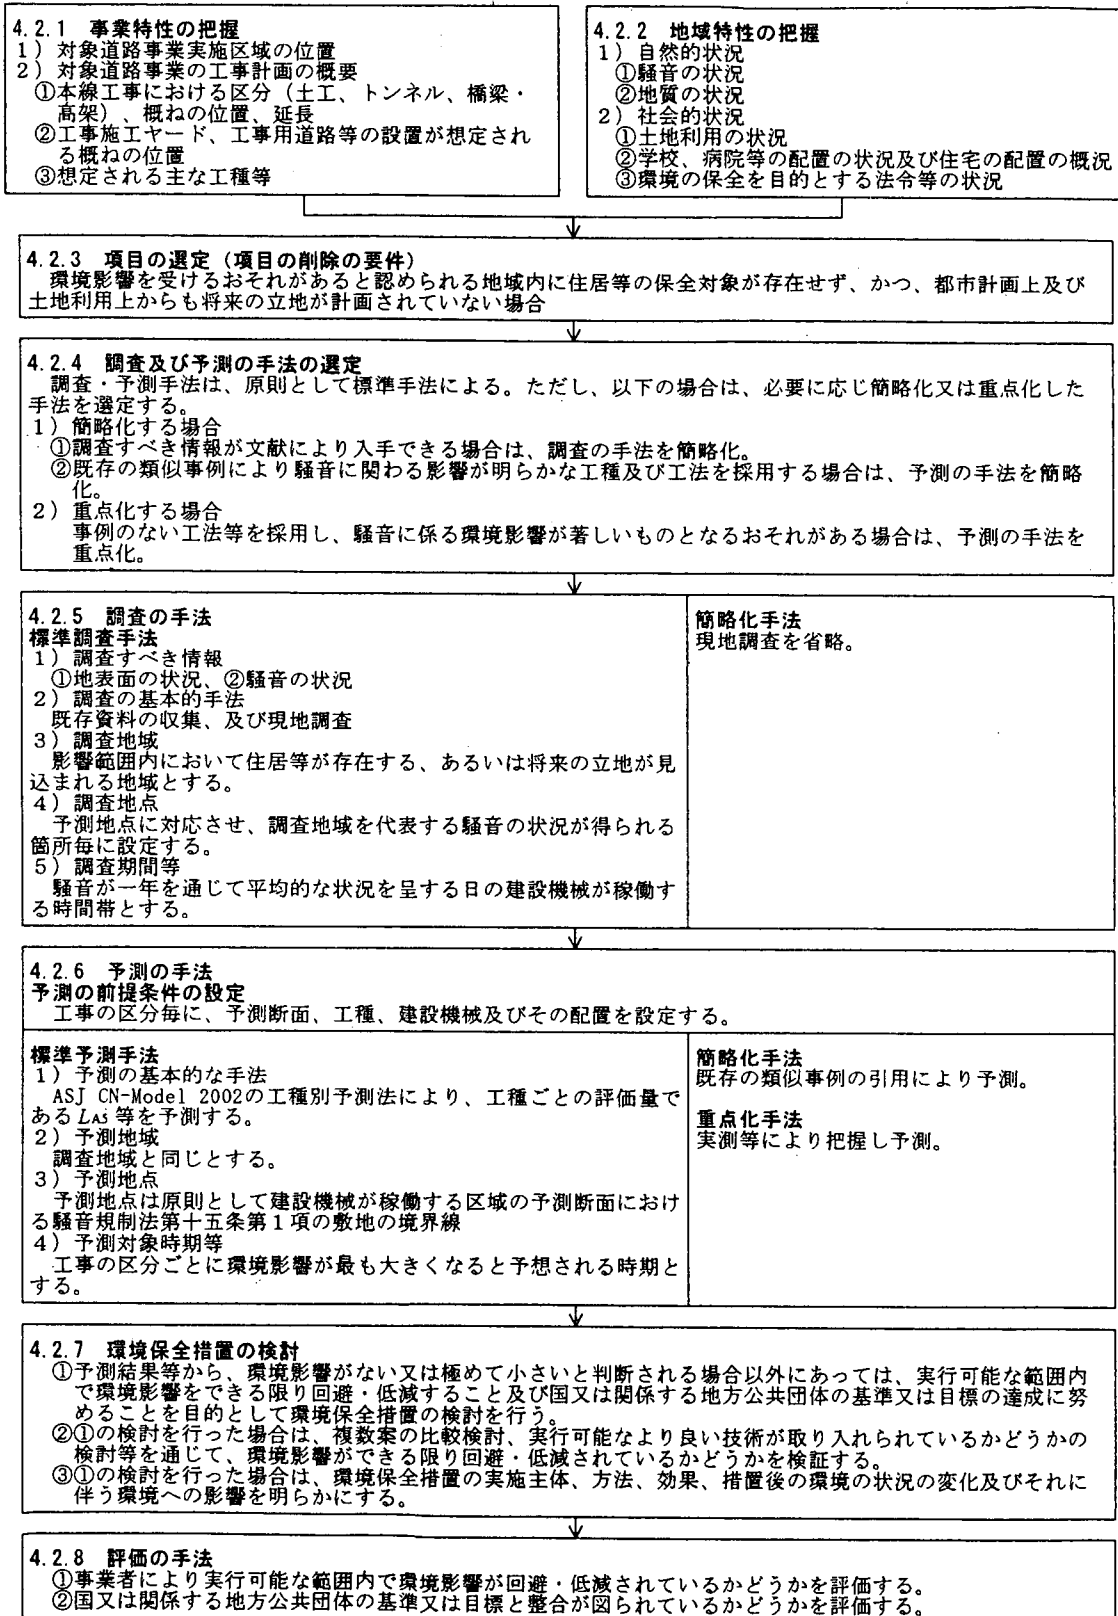 4.2.1 事業特性の把握
1)対象道路事業実施区域の位置
2)対象道路事業の工事計画の概要
①本線工事における区分(土工、トンネル、橋梁・
高架)、概ねの位置、延長
②工事施工ヤード、工事用道路等の設置が想定され
る概ねの位置
③想定される主な工種等
4.2.2 地域特性の把握
1)自然的状況
①騒音の状況
②地質の状況
2)社会的状況
①土地利用の状況
②学校、病院等の配置の状況及び住宅の配置の概況
③環境の保全を目的とする法令等の状況
4.2.3 項目の選定(項目の削除の要件)
環境影響を受けるおそれがあると認められる地域内に住居等の保全対象が存在せず、かつ、都市計画上及び
土地利用上からも将来の立地が計画されていない場合
4.2.4 調査及び予測の手法の選定
調査・予測手法は、原則として標準手法による。ただし、以下の場合は、必要に応じ簡略化又は重点化した
手法を選定する。
1)簡略化する場合
①調査すべき情報が文献により入手できる場合は、調査の手法を簡略化。
②既存の類似事例により騒音に関わる影響が明らかな工種及び工法を採用する場合は、予測の手法を簡略
化。
2)重点化する場合
事例のない工法等を採用し、騒音に係る環境影響が著しいものとなるおそれがある場合は、予測の手法を
重点化。
4.2.5 調査の手法
標準調査手法
1)調査すべき情報
①地表面の状況、②騒音の状況
2)調査の基本的手法
既存資料の収集、及び現地調査
3)調査地域
影響範囲内において住居等が存在する、あるいは将来の立地が見
込まれる地域とする。
4)調査地点
予測地点に対応させ、調査地域を代表する騒音の状況が得られる
箇所毎に設定する。
5)調査期間等
騒音が一年を通じて平均的な状況を呈する日の建設機械が稼働す
る時間帯とする。
簡略化手法
現地調査を省略。
4.2.6 予測の手法
予測の前提条件の設定
工事の区分毎に、予測断面、工種、建設機械及びその配置を設定する。
標準予測手法
1)予測の基本的な手法
ASJ CN-Model 2002の工種別予測法により、工種ごとの評価量で
あるLA5等を予測する。
2)予測地域
調査地域と同じとする。
3)予測地点
予測地点は原則として建設機械が稼働する区域の予測断面におけ
る騒音規制法第十五条第1項の敷地の境界線
4)予測対象時期等
工事の区分ごとに環境影響が最も大きくなると予想される時期と
する。
簡略化手法
既存の類似事例の引用により予測。
重点化手法
実測等により把握し予測。
4.2.7 環境保全措置の検討
①予測結果等から、環境影響がない又は極めて小さいと判断される場合以外にあっては、実行可能な範囲内
で環境影響をできる限り回避・低減すること及び国又は関係する地方公共団体の基準又は目標の達成に努
めることを目的として環境保全措置の検討を行う。
②①の検討を行った場合は、複数案の比較検討、実行可能なより良い技術が取り入れられているかどうかの
検討等を通じて、環境影響ができる限り回避・低減されているかどうかを検証する。
③①の検討を行った場合は、環境保全措置の実施主体、方法、効果、措置後の環境の状況の変化及びそれに
伴う環境への影響を明らかにする。
4.2.8 評価の手法
①事業者により実行可能な範囲内で環境影響が回避・低減されているかどうかを評価する。
②国又は関係する地方公共団体の基準又は目標と整合が図られているかどうかを評価する。